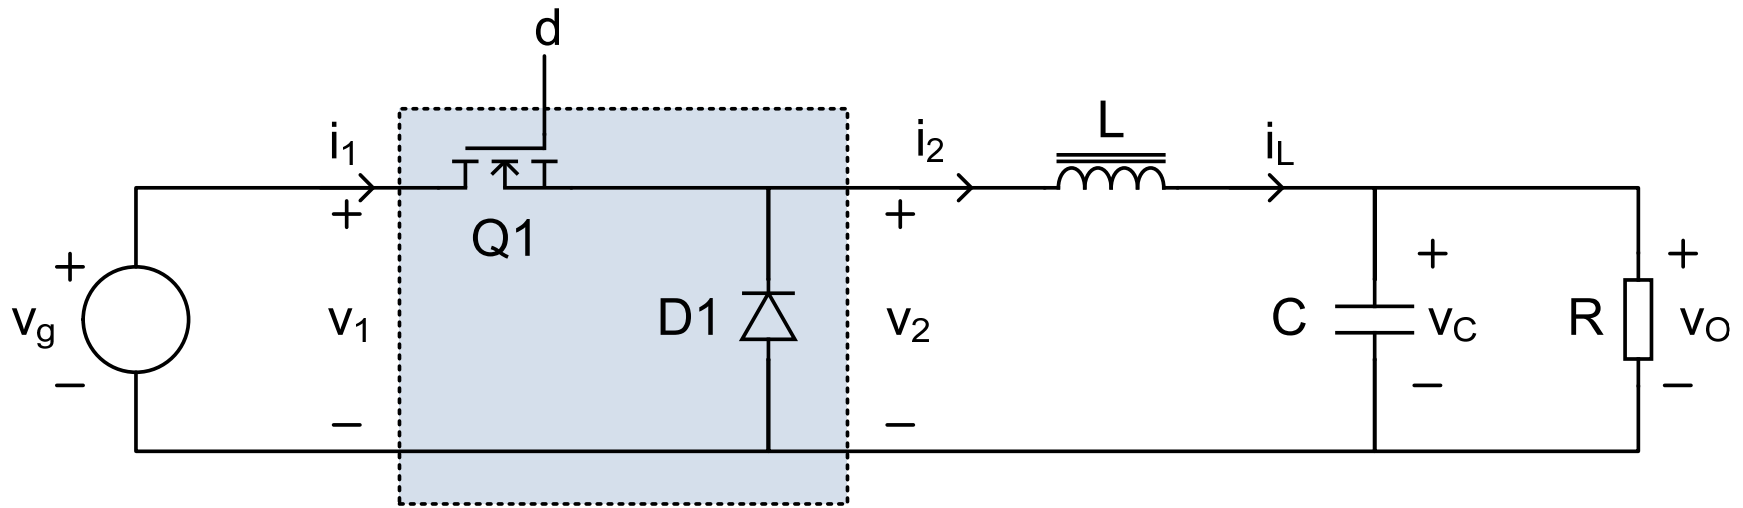 d
i1
i2
L
iL
+
+
Q1
+
+
+
vg
v1
D1
v2
C
vC
R
vO
−
−
−
−
−